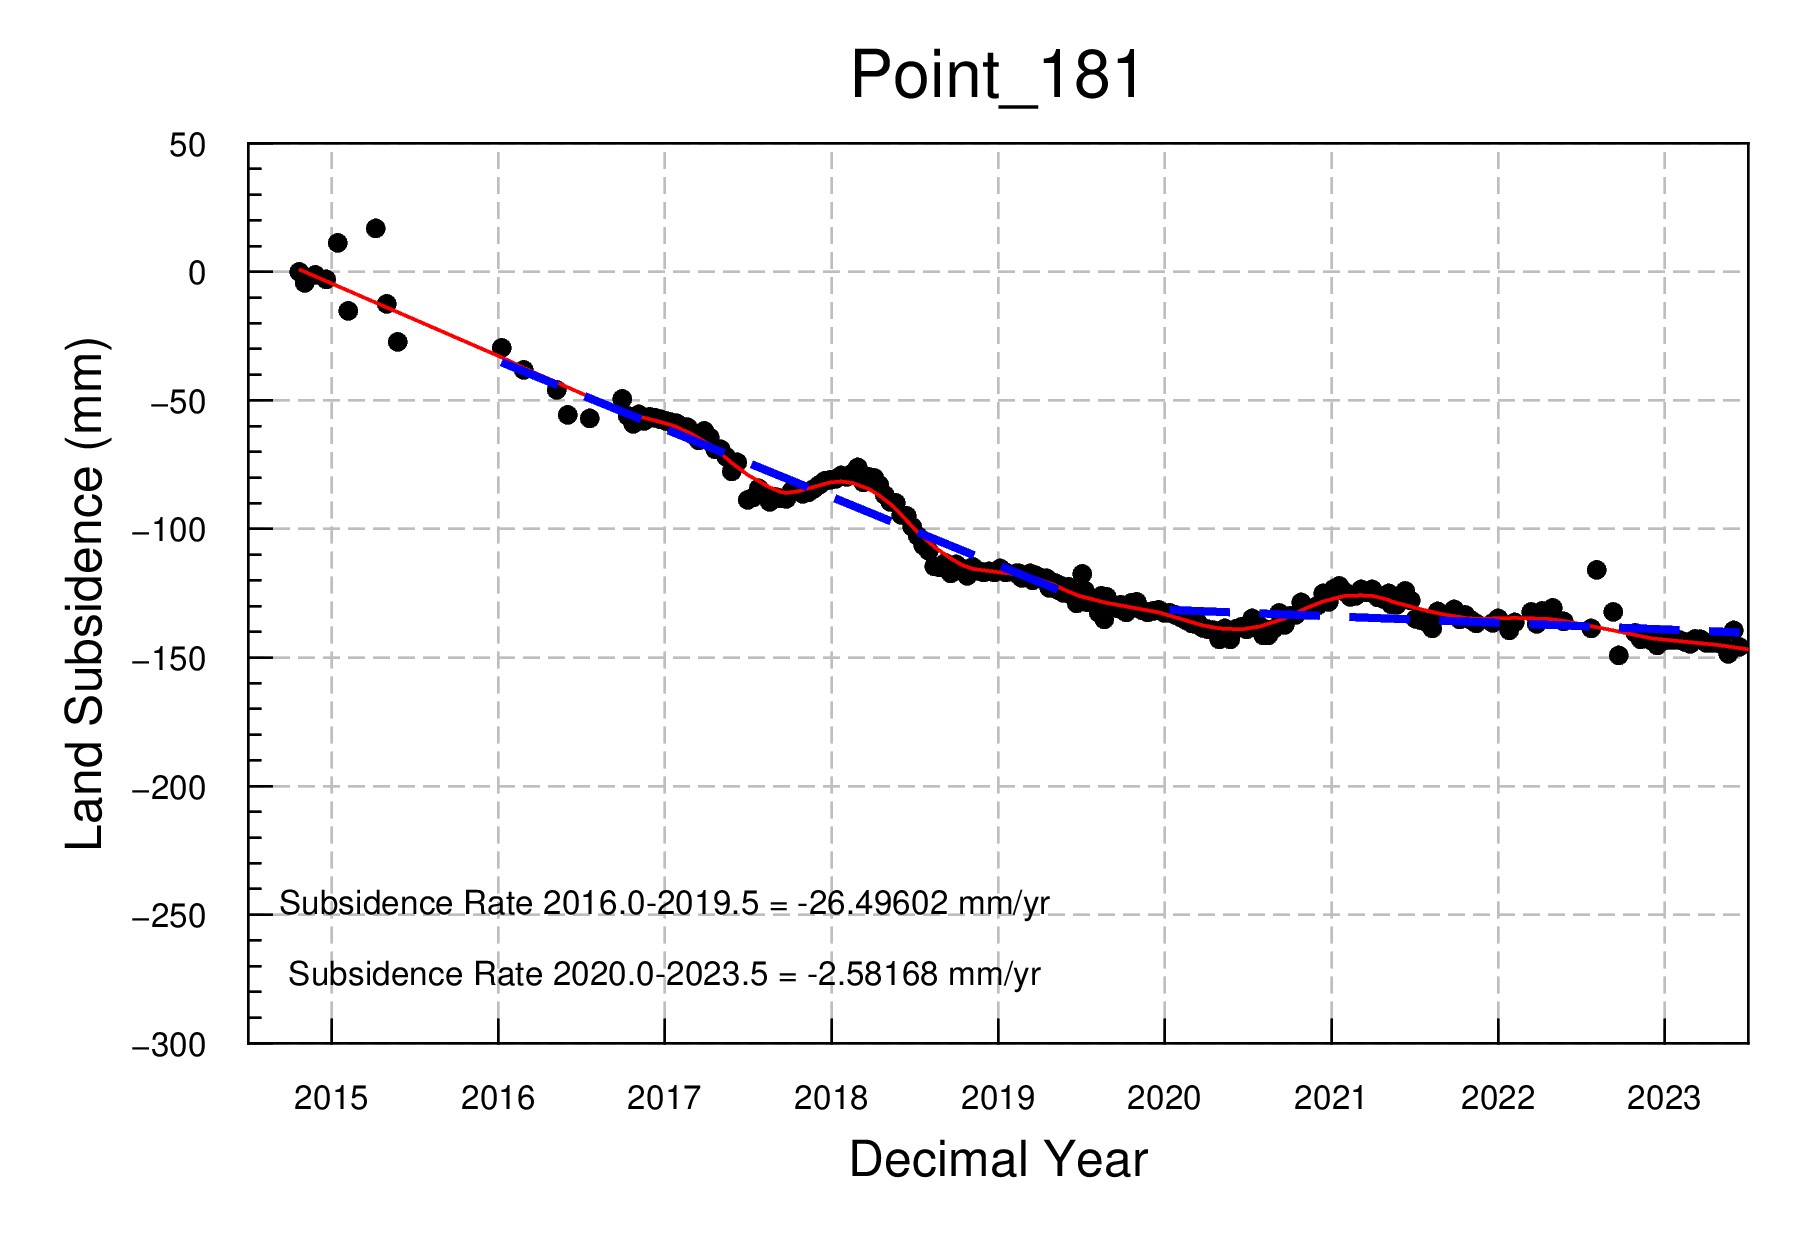 Point_181
50
0
−50
−100
−150
−200
−250
−300
Land Subsidence (mm)
Subsidence Rate 2016.0-2019.5 = -26.49602 mm/yr
Subsidence Rate 2020.0-2023.5 = -2.58168 mm/yr
2015 2016 2017 2018 2019 2020 2021 2022 2023
Decimal Year